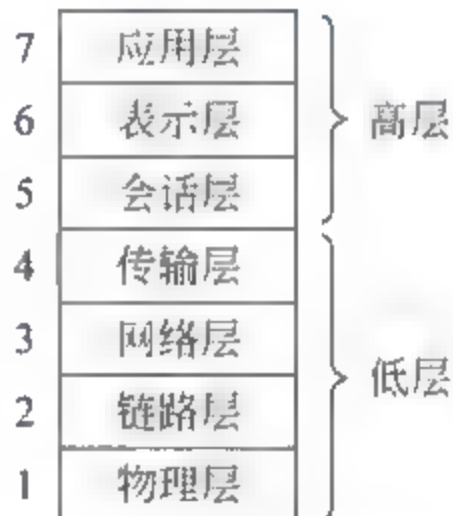 7 应用层
6 表示层 高层
5 会话层
4 传输层
3 网络层
2 链路层 低层
1 物理层